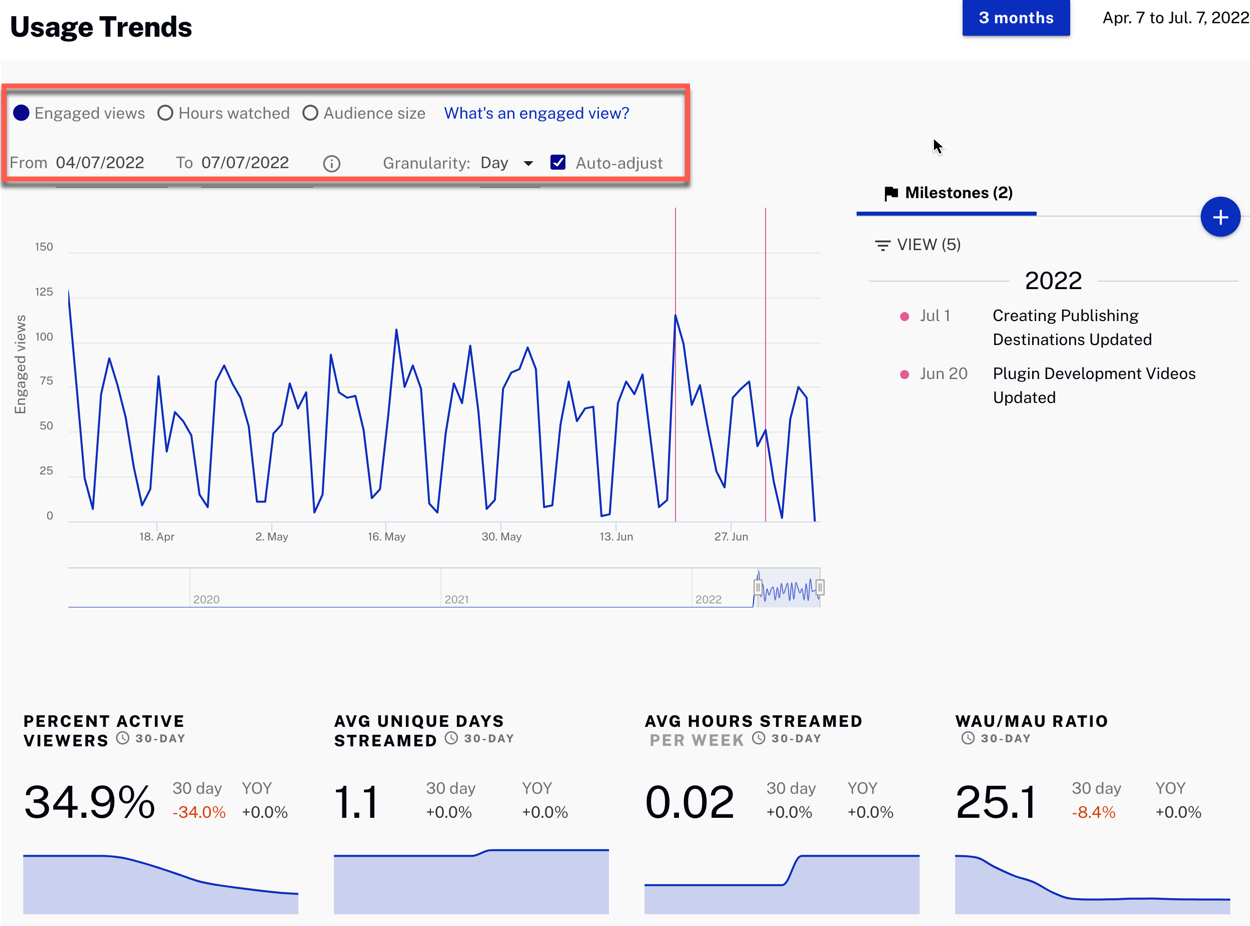 Usage Trends
3 months
Apr. 7 to Jul. 7, 2022
Engaged views Hours watched Audience size What's an engaged view?
From 04/07/2022 To 07/07/2022 Granularity: Day Auto-adjust
Milestones (2)
VIEW (5)
2022
Jul 1 Creating Publishing
Destinations Updated
Jun 20 Plugin Development Videos
Updated
Engaged views
150
125
100
75
50
25
0
18. Apr 2. May 16. May 30. May 13. Jun 27. Jun
2020 2021 2022
PERCENT ACTIVE
VIEWERS 30-DAY
34.9%
30 day YOY
-34.0% +0.0%
AVG UNIQUE DAYS
STREAMED 30-DAY
1.1
30 day YOY
+0.0% +0.0%
AVG HOURS STREAMED
PER WEEK 30-DAY
0.02
30 day YOY
+0.0% +0.0%
WAU/MAU RATIO
30-DAY
25.1
30 day YOY
-8.4% +0.0%